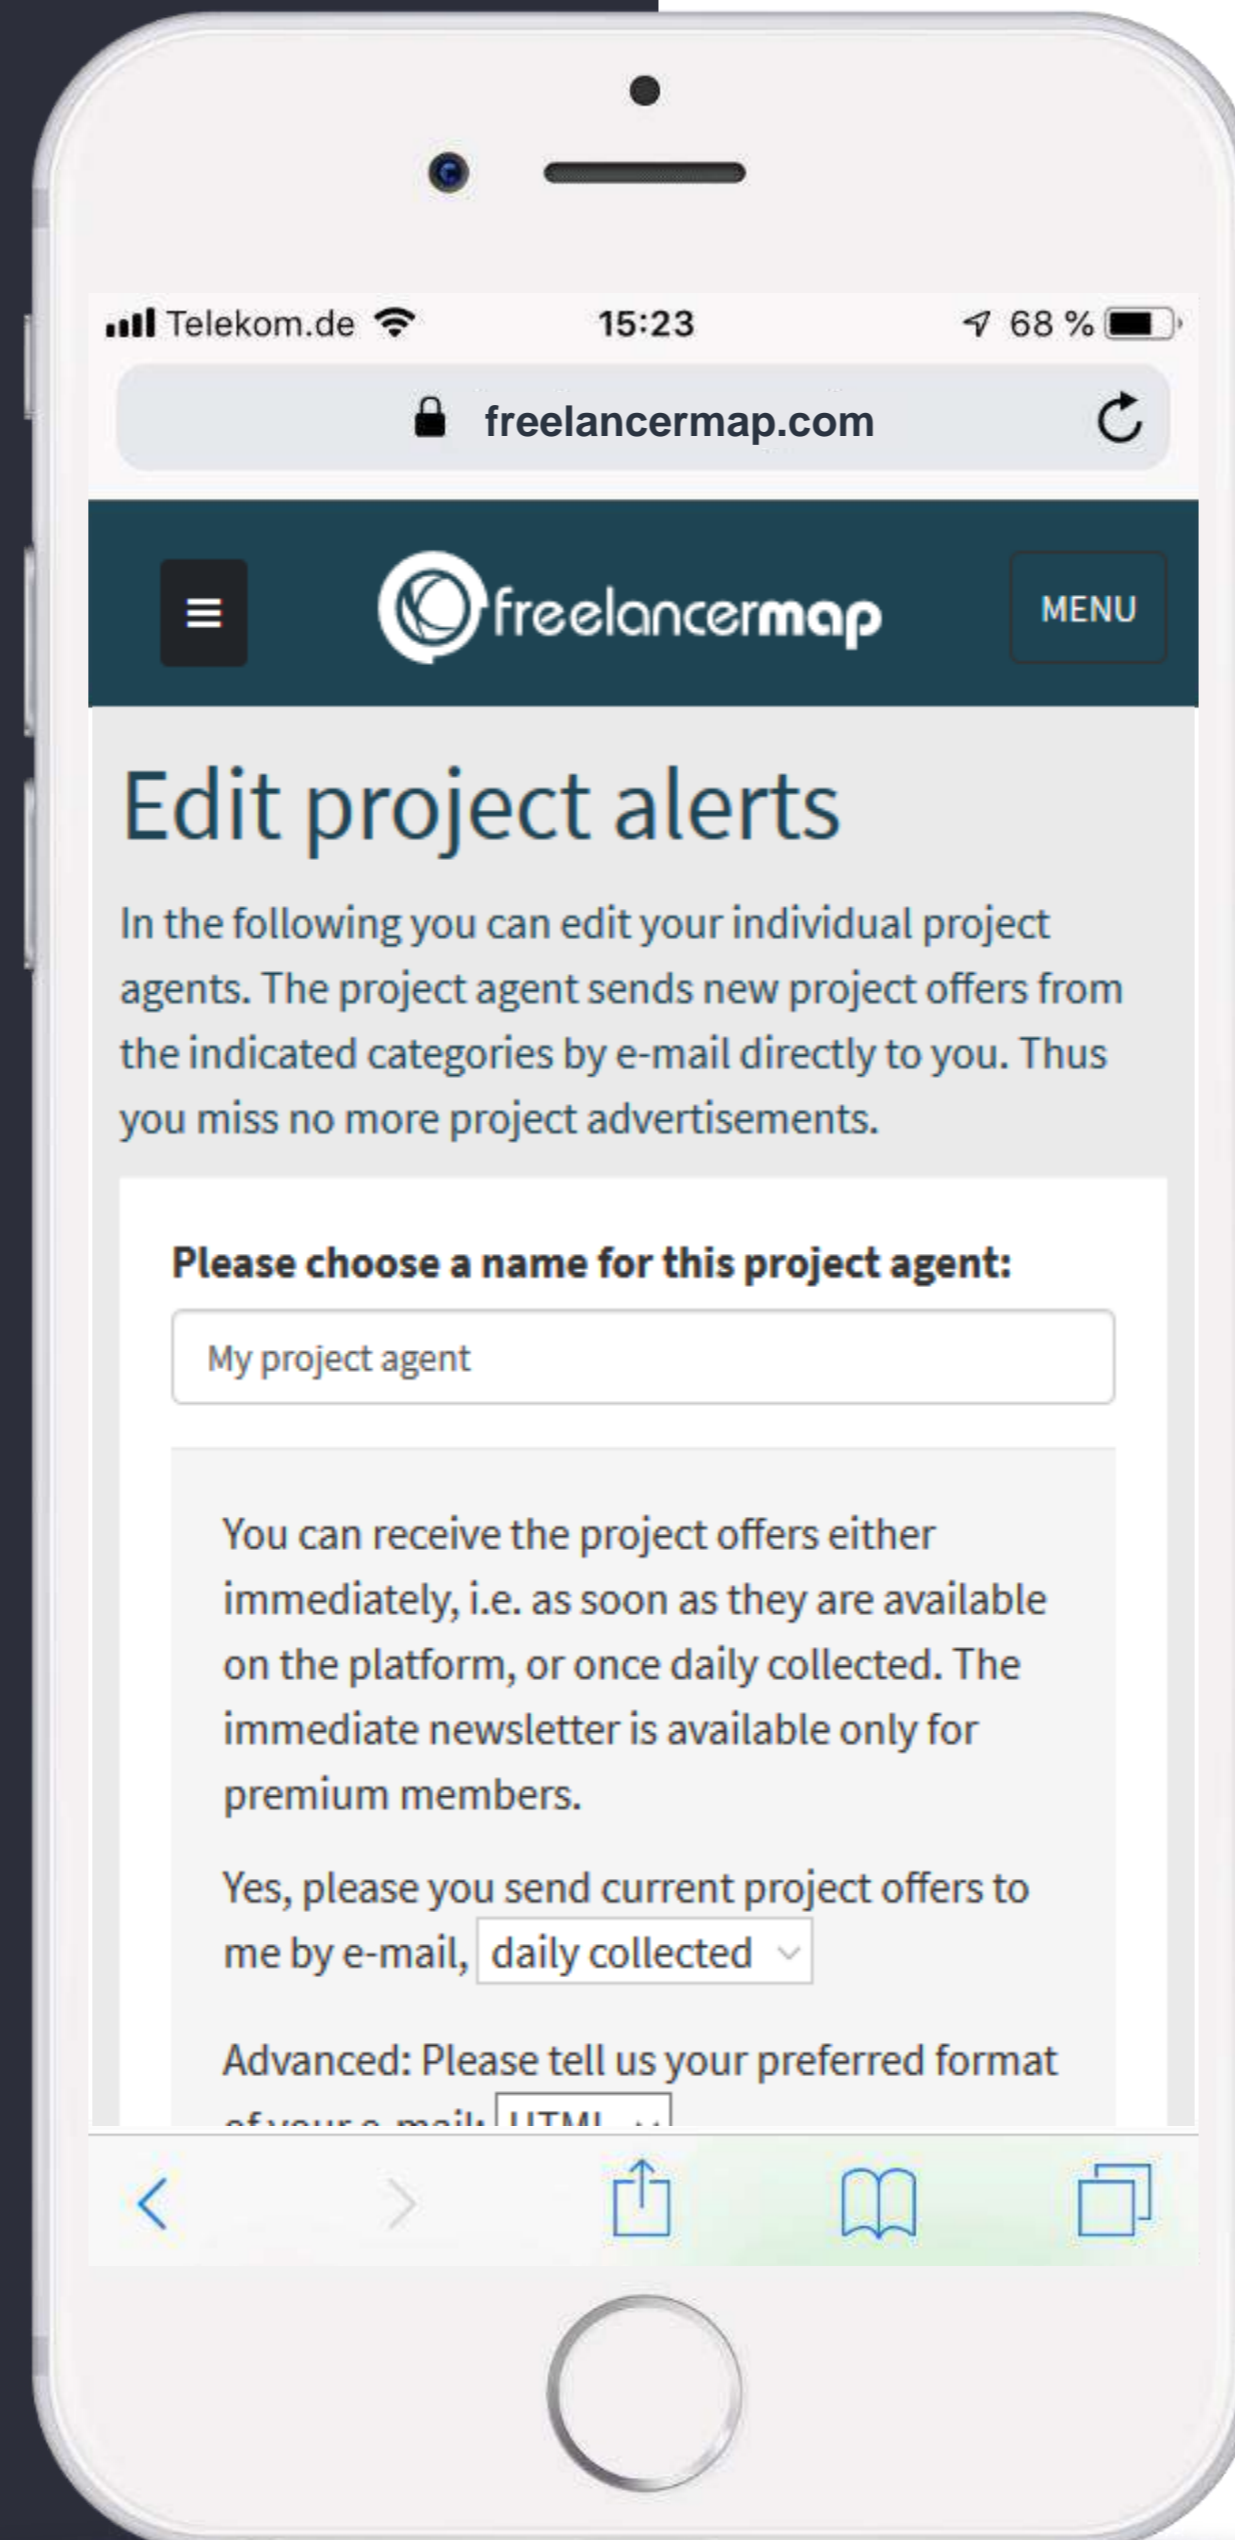 Telekom.de 15:23 68 %
freelancermap.com
freelancermap MENU
Edit project alerts
In the following you can edit your individual project
agents. The project agent sends new project offers from
the indicated categories by e-mail directly to you. Thus
you miss no more project advertisements.
Please choose a name for this project agent:
My project agent
You can receive the project offers either
immediately, i.e. as soon as they are available
on the platform, or once daily collected. The
immediate newsletter is available only for
premium members.
Yes, please you send current project offers to
me by e-mail, daily collected
Advanced: Please tell us your preferred format
of your e-mail: HTML